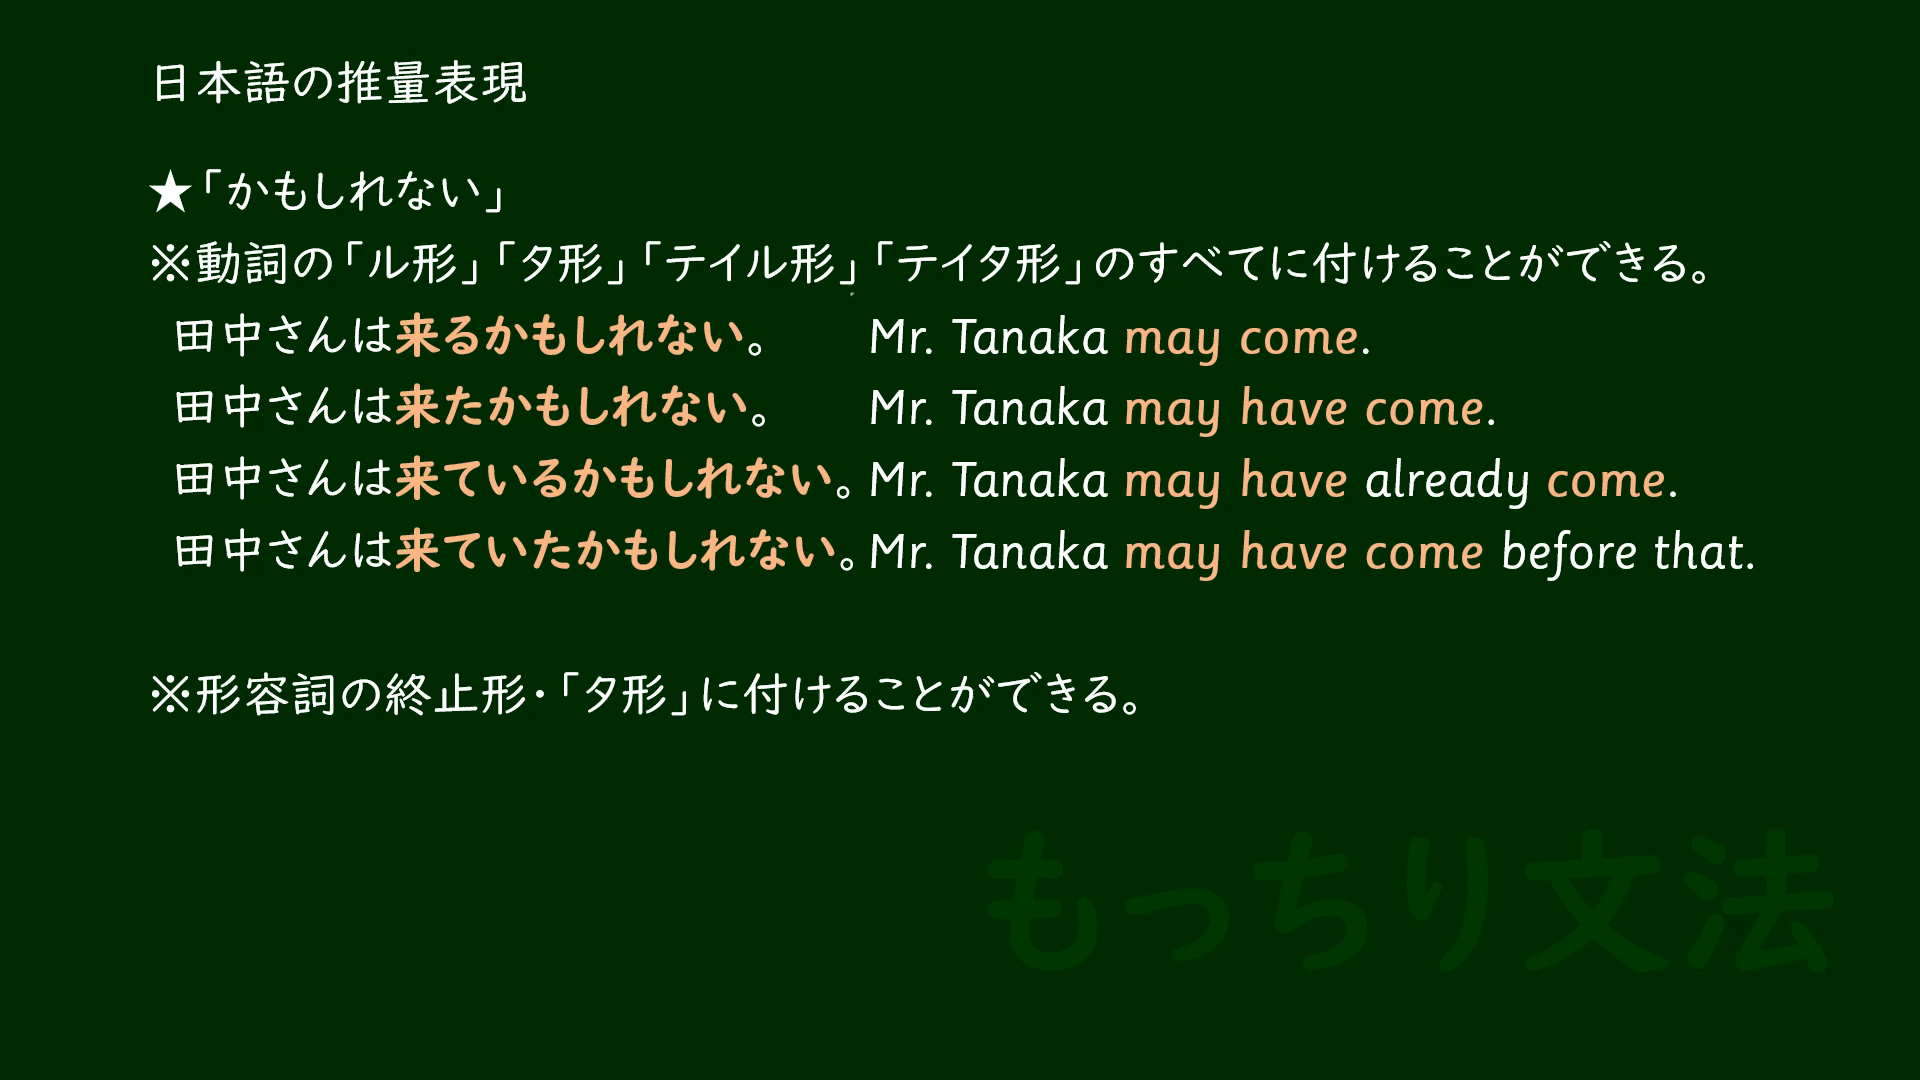 日本語の推量表現
★「かもしれない」
※動詞の「ル形」「タ形」「テイル形」「テイタ形」のすべてに付けることができる。
田中さんは来るかもしれない。 Mr. Tanaka may come.
田中さんは来たかもしれない。 Mr. Tanaka may have come.
田中さんは来ているかもしれない。 Mr. Tanaka may have already come.
田中さんは来ていたかもしれない。 Mr. Tanaka may have come before that.
※形容詞の終止形・「タ形」に付けることができる。
もっちり文法